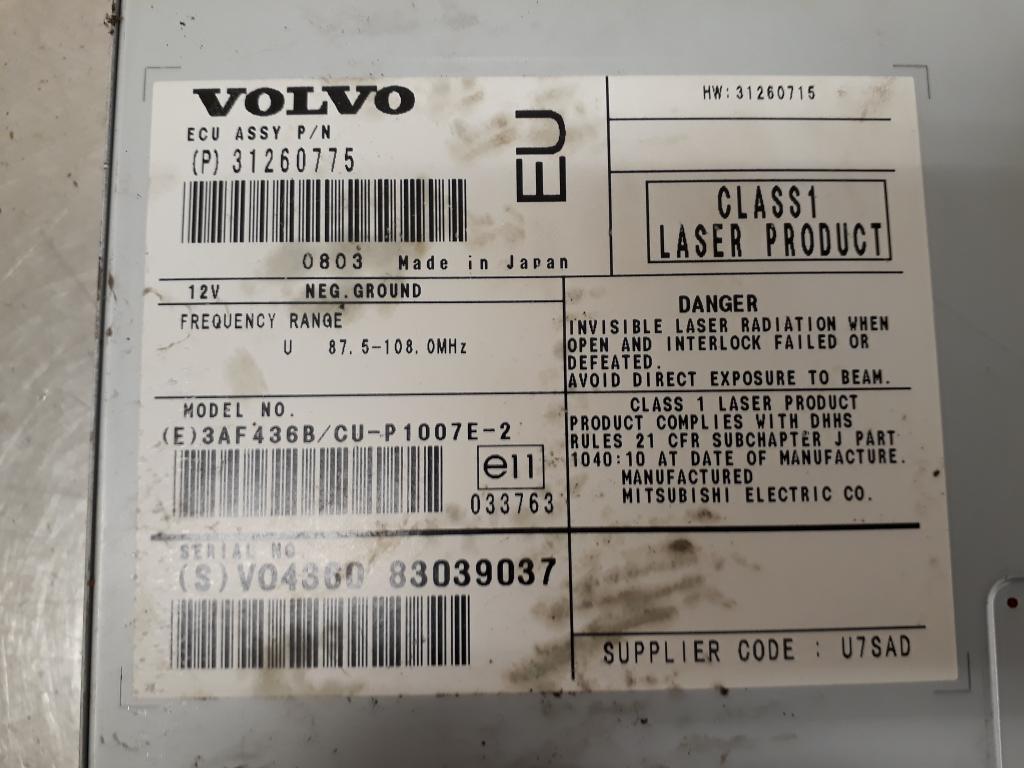 VOLVO
ECU ASSY P/N
(P) 31260775
EU
0803 Made in Japan
HW: 31260715
CLASS1
LASER PRODUCT
12V NEG.GROUND
FREQUENCY RANGE
U 87.5-108.0MHz
DANGER
INVISIBLE LASER RADIATION WHEN
OPEN AND INTERLOCK FAILED OR
DEFEATED.
AVOID DIRECT EXPOSURE TO BEAM.
MODEL NO.
(E)3AF436B/CU-P1007E-2
e11
033763
CLASS 1 LASER PRODUCT
PRODUCT COMPLIES WITH DHHS
RULES 21 CFR SUBCHAPTER J PART
1040:10 AT DATE OF MANUFACTURE.
MANUFACTURED
MITSUBISHI ELECTRIC CO.
SERIAL NO
(S) VO4360 83039037
SUPPLIER CODE : U7SAD